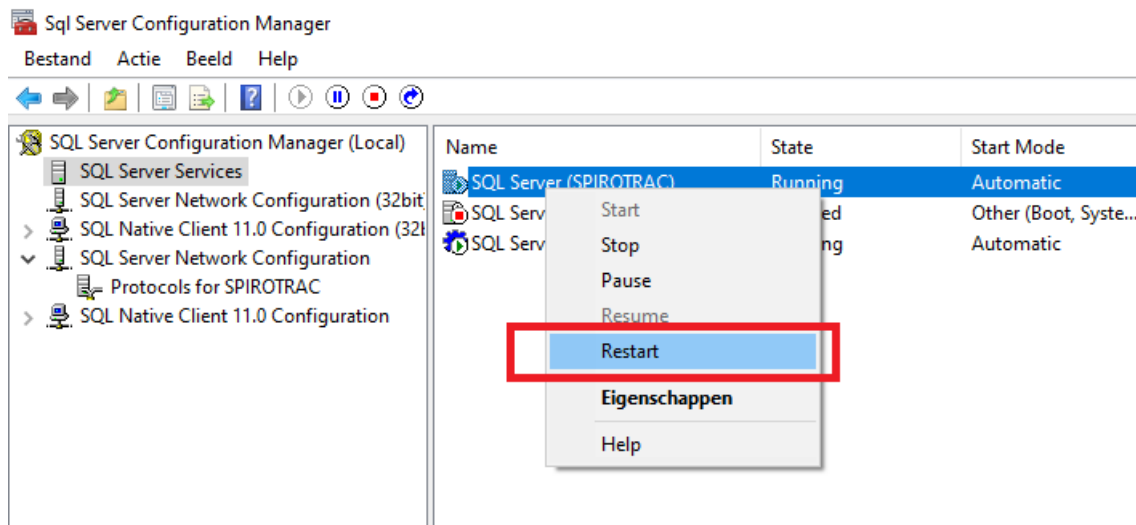 Sql Server Configuration Manager
Bestand Actie Beeld Help
SQL Server Configuration Manager (Local)
SQL Server Services
SQL Server Network Configuration (32bit
SQL Native Client 11.0 Configuration (32
SQL Server Network Configuration
Protocols for SPIROTRAC
SQL Native Client 11.0 Configuration
Name State Start Mode
SQL Server (SPIROTRAC) Running Automatic
SQL Serv ed Other (Boot, Syste...
SQL Serv ng Automatic
Start
Stop
Pause
Resume
Restart
Eigenschappen
Help